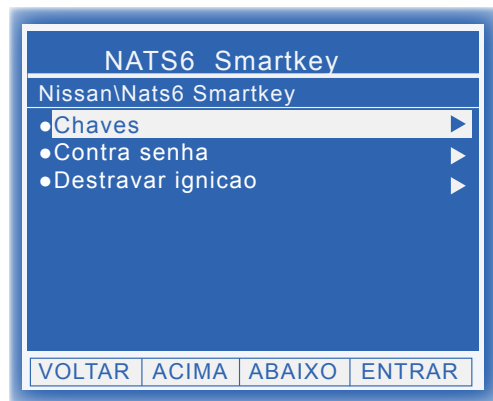 NATS6 Smartkey
Nissan\Nats6 Smartkey
●Chaves ▶
●Contra senha ▶
●Destravar ignicao ▶
VOLTAR ACIMA ABAIXO ENTRAR